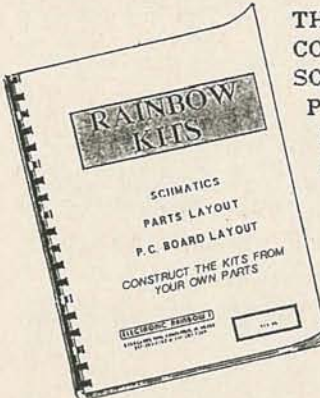 TH
CO
SC
P
RAINBOW
KITS
SCHMATICS
PARTS LAYOUT
P.C. BOARD LAYOUT
CONSTRUCT THE KITS FROM
YOUR OWN PARTS
ELECTRONIC RAINBOW I